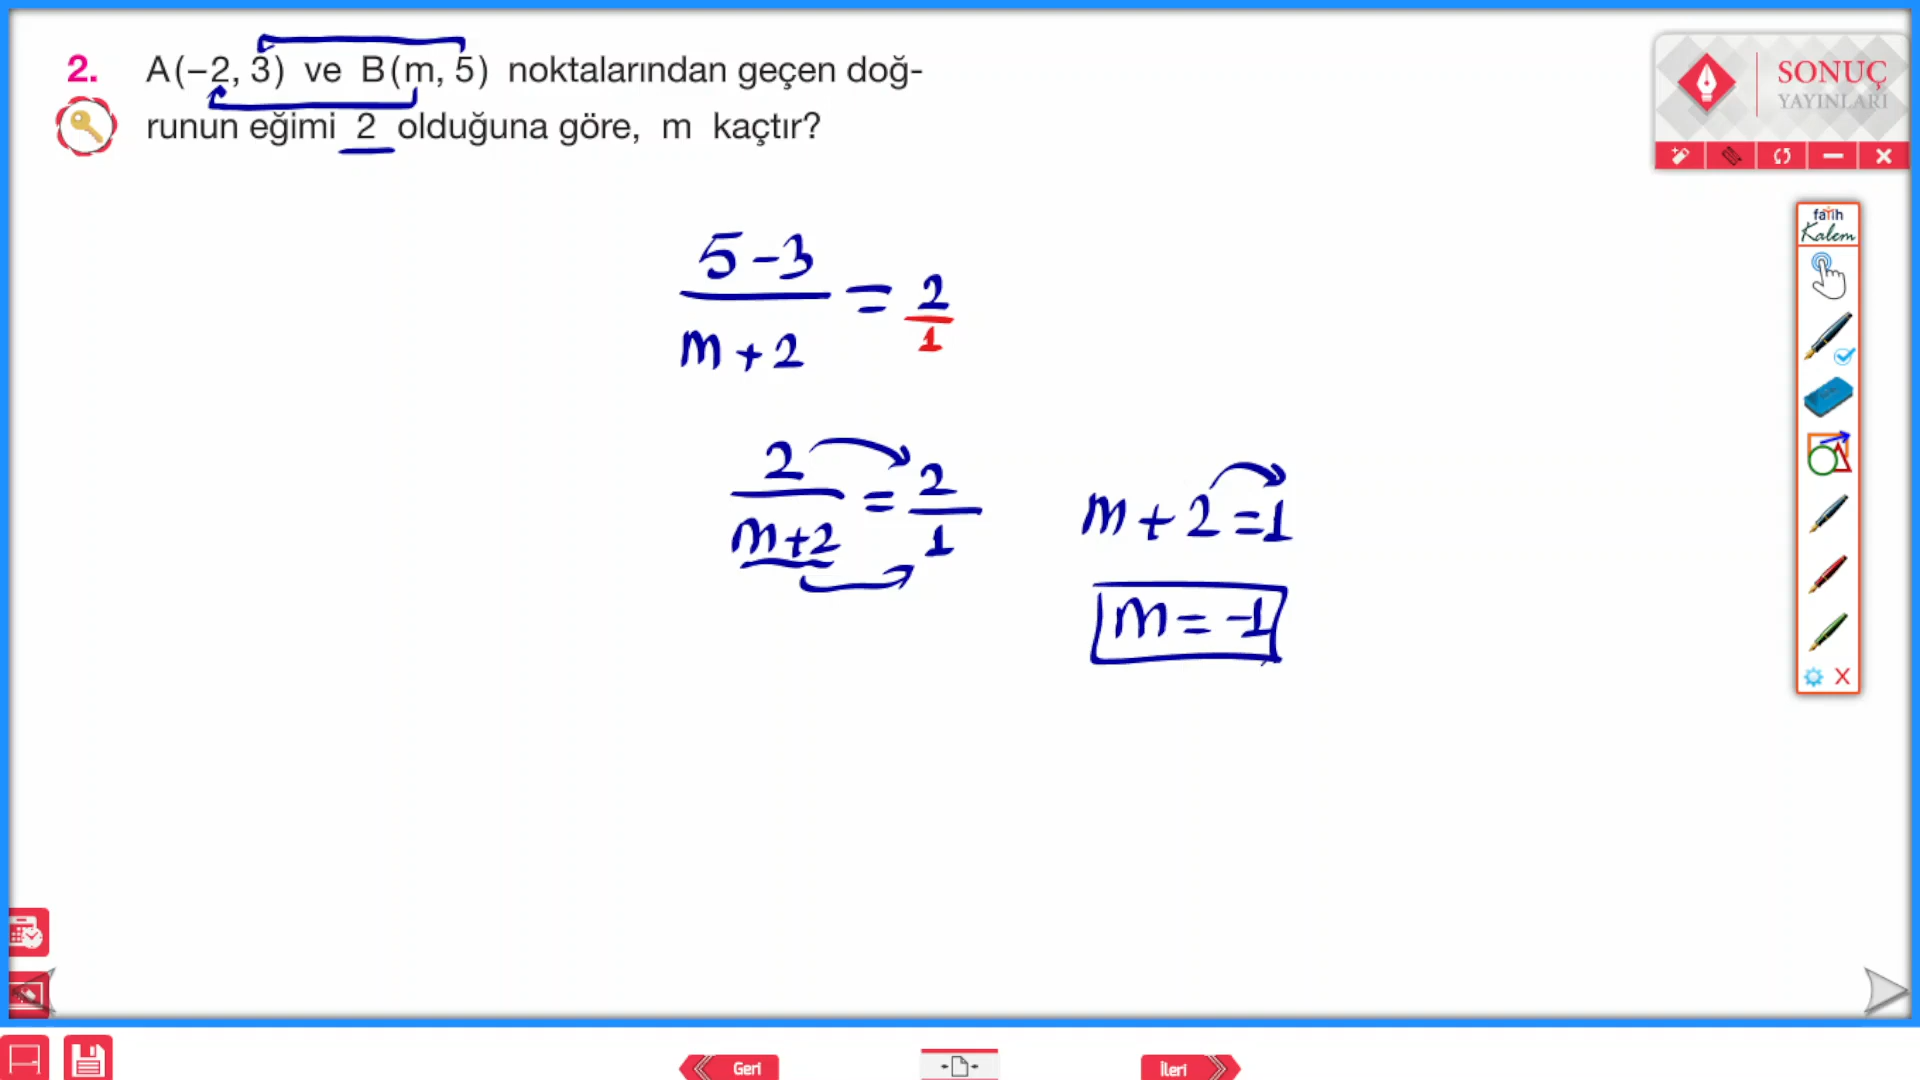 2. A(−2, 3) ve B(m, 5) noktalarından geçen doğ-
runun eğimi 2 olduğuna göre, m kaçtır?
SONUÇ
YAYINLARI
fatih
Kalem
5 - 3
m + 2
=
2
1
2
m+2
=
2
1
m + 2 = 1
m = -1
Geri
İleri